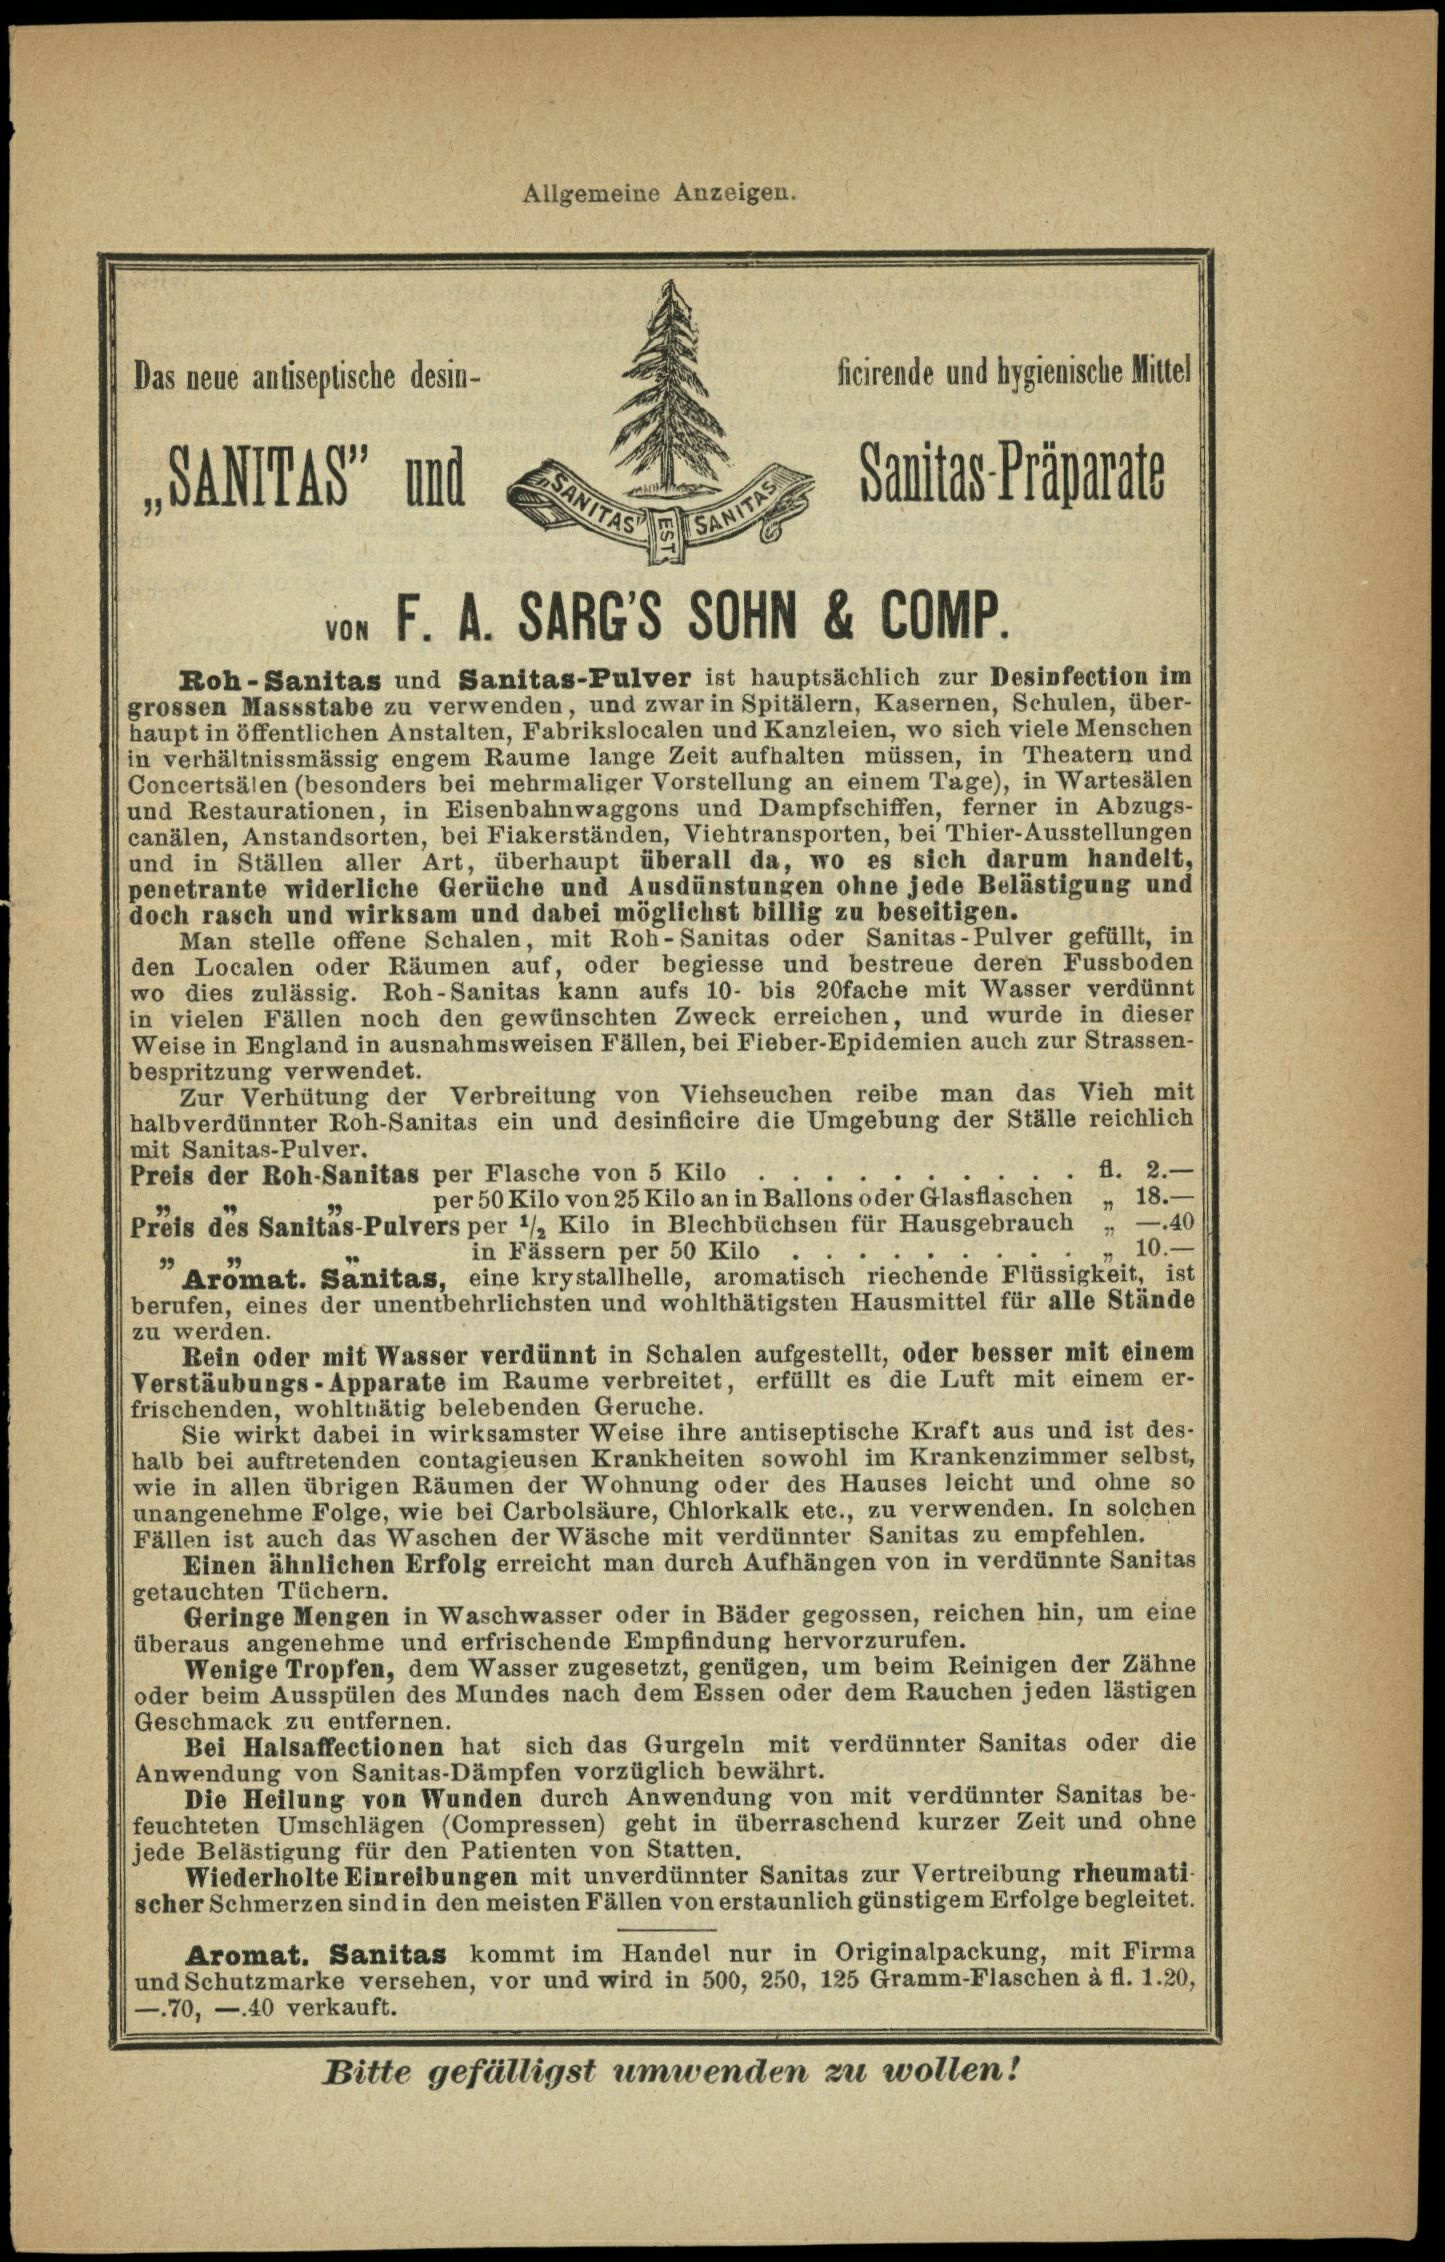 Allgemeine Anzeigen.
Das neue antiseptische desin- ficirende und hygienische Mittel
„SANITAS” und Sanitas-Präparate
„SANITAS” EST SANITAS
VON F. A. SARG'S SOHN & COMP.
Roh-Sanitas und Sanitas-Pulver ist hauptsächlich zur Desinfection im
grossen Massstabe zu verwenden, und zwar in Spitälern, Kasernen, Schulen, über-
haupt in öffentlichen Anstalten, Fabrikslocalen und Kanzleien, wo sich viele Menschen
in verhältnissmässig engem Raume lange Zeit aufhalten müssen, in Theatern und
Concertsälen (besonders bei mehrmaliger Vorstellung an einem Tage), in Wartesälen
und Restaurationen, in Eisenbahnwaggons und Dampfschiffen, ferner in Abzugs-
canälen, Anstandsorten, bei Fiakerständen, Viehtransporten, bei Thier-Ausstellungen
und in Ställen aller Art, überhaupt überall da, wo es sich darum handelt,
penetrante widerliche Gerüche und Ausdünstungen ohne jede Belästigung und
doch rasch und wirksam und dabei möglichst billig zu beseitigen.
Man stelle offene Schalen, mit Roh-Sanitas oder Sanitas-Pulver gefüllt, in
den Localen oder Räumen auf, oder begiesse und bestreue deren Fussboden
wo dies zulässig. Roh-Sanitas kann aufs 10- bis 20fache mit Wasser verdünnt
in vielen Fällen noch den gewünschten Zweck erreichen, und wurde in dieser
Weise in England in ausnahmsweisen Fällen, bei Fieber-Epidemien auch zur Strassen-
bespritzung verwendet.
Zur Verhütung der Verbreitung von Viehseuchen reibe man das Vieh mit
halbverdünnter Roh-Sanitas ein und desinficire die Umgebung der Ställe reichlich
mit Sanitas-Pulver.
Preis der Roh-Sanitas per Flasche von 5 Kilo . . . . . . . . . . fl. 2.—
„ „ „ per 50 Kilo von 25 Kilo an in Ballons oder Glasflaschen „ 18.—
Preis des Sanitas-Pulvers per 1/2 Kilo in Blechbüchsen für Hausgebrauch „ —.40
„ „ „ in Fässern per 50 Kilo . . . . . . . . . . „ 10.—
Aromat. Sanitas, eine krystallhelle, aromatisch riechende Flüssigkeit, ist
berufen, eines der unentbehrlichsten und wohlthätigsten Hausmittel für alle Stände
zu werden.
Rein oder mit Wasser verdünnt in Schalen aufgestellt, oder besser mit einem
Verstäubungs-Apparate im Raume verbreitet, erfüllt es die Luft mit einem er-
frischenden, wohlthätig belebenden Geruche.
Sie wirkt dabei in wirksamster Weise ihre antiseptische Kraft aus und ist des-
halb bei auftretenden contagieusen Krankheiten sowohl im Krankenzimmer selbst,
wie in allen übrigen Räumen der Wohnung oder des Hauses leicht und ohne so
unangenehme Folge, wie bei Carbolsäure, Chlorkalk etc., zu verwenden. In solchen
Fällen ist auch das Waschen der Wäsche mit verdünnter Sanitas zu empfehlen.
Einen ähnlichen Erfolg erreicht man durch Aufhängen von in verdünnte Sanitas
getauchten Tüchern.
Geringe Mengen in Waschwasser oder in Bäder gegossen, reichen hin, um eine
überaus angenehme und erfrischende Empfindung hervorzurufen.
Wenige Tropfen, dem Wasser zugesetzt, genügen, um beim Reinigen der Zähne
oder beim Ausspülen des Mundes nach dem Essen oder dem Rauchen jeden lästigen
Geschmack zu entfernen.
Bei Halsaffectionen hat sich das Gurgeln mit verdünnter Sanitas oder die
Anwendung von Sanitas-Dämpfen vorzüglich bewährt.
Die Heilung von Wunden durch Anwendung von mit verdünnter Sanitas be-
feuchteten Umschlägen (Compressen) geht in überraschend kurzer Zeit und ohne
jede Belästigung für den Patienten von Statten.
Wiederholte Einreibungen mit unverdünnter Sanitas zur Vertreibung rheumati-
scher Schmerzen sind in den meisten Fällen von erstaunlich günstigem Erfolge begleitet.
Aromat. Sanitas kommt im Handel nur in Originalpackung, mit Firma
und Schutzmarke versehen, vor und wird in 500, 250, 125 Gramm-Flaschen à fl. 1.20,
—.70, —.40 verkauft.
Bitte gefälligst umwenden zu wollen!